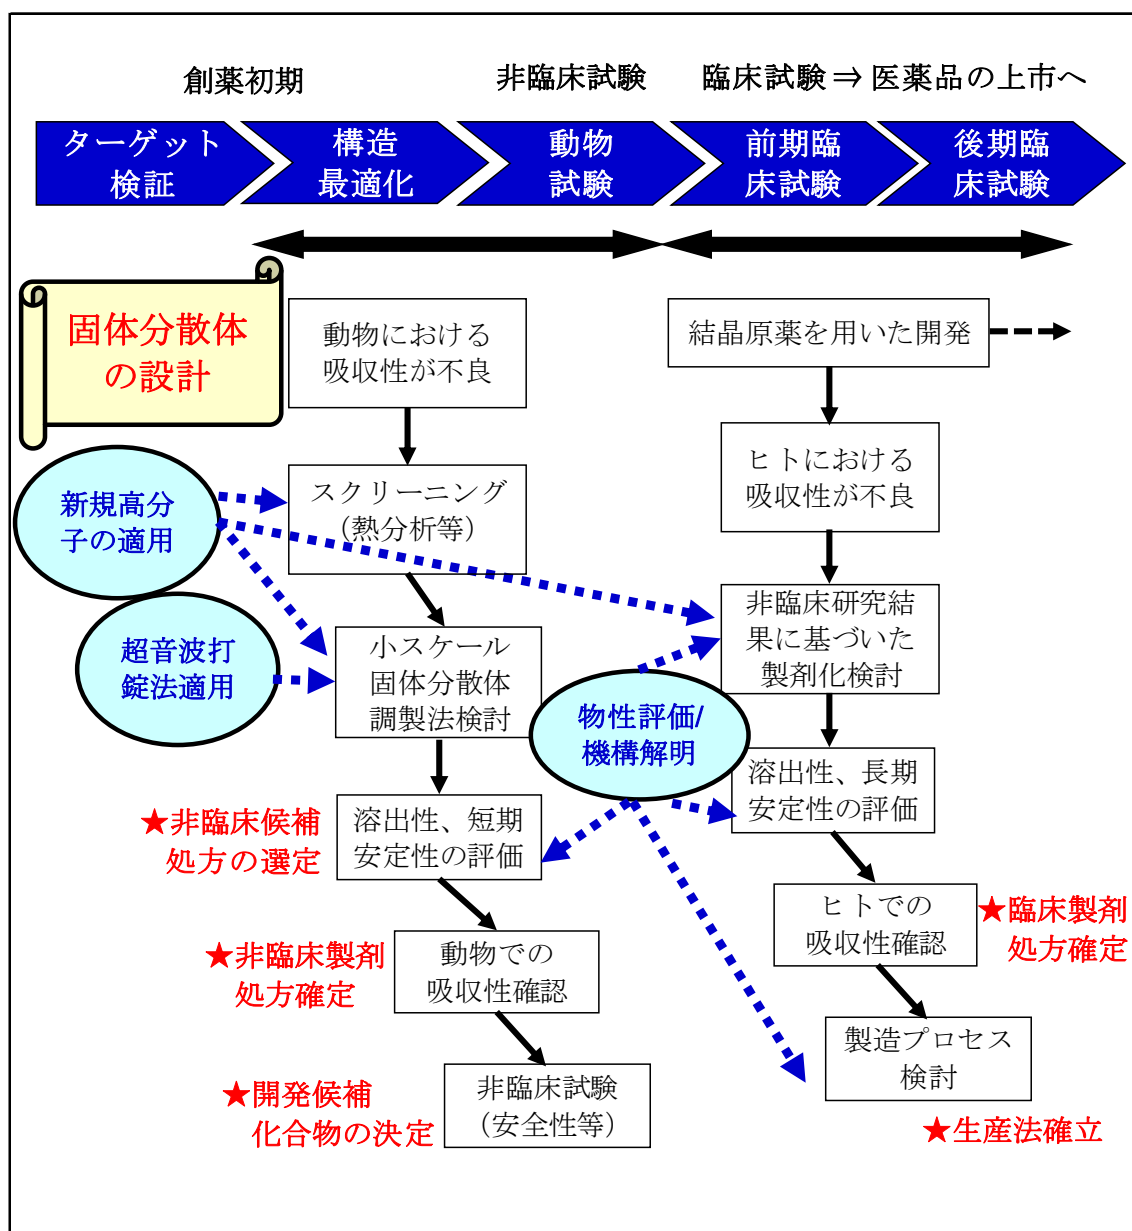 創薬初期
非臨床試験
臨床試験⇒医薬品の上市へ
ターゲット
検証
構造
最適化
動物
試験
前期臨
床試験
後期臨
床試験
固体分散体
の設計
動物における
吸収性が不良
結晶原薬を用いた開発
ヒトにおける
吸収性が不良
新規高分
子の適用
スクリーニング
（熱分析等）
超音波打
錠法適用
小スケール
固体分散体
調製法検討
非臨床研究結
果に基づいた
製剤化検討
物性評価/
機構解明
★非臨床候補
処方の選定
溶出性、短期
安定性の評価
溶出性、長期
安定性の評価
★非臨床製剤
処方確定
動物での
吸収性確認
ヒトでの
吸収性確認
★臨床製剤
処方確定
★開発候補
化合物の決定
非臨床試験
（安全性等）
製造プロセス
検討
★生産法確立